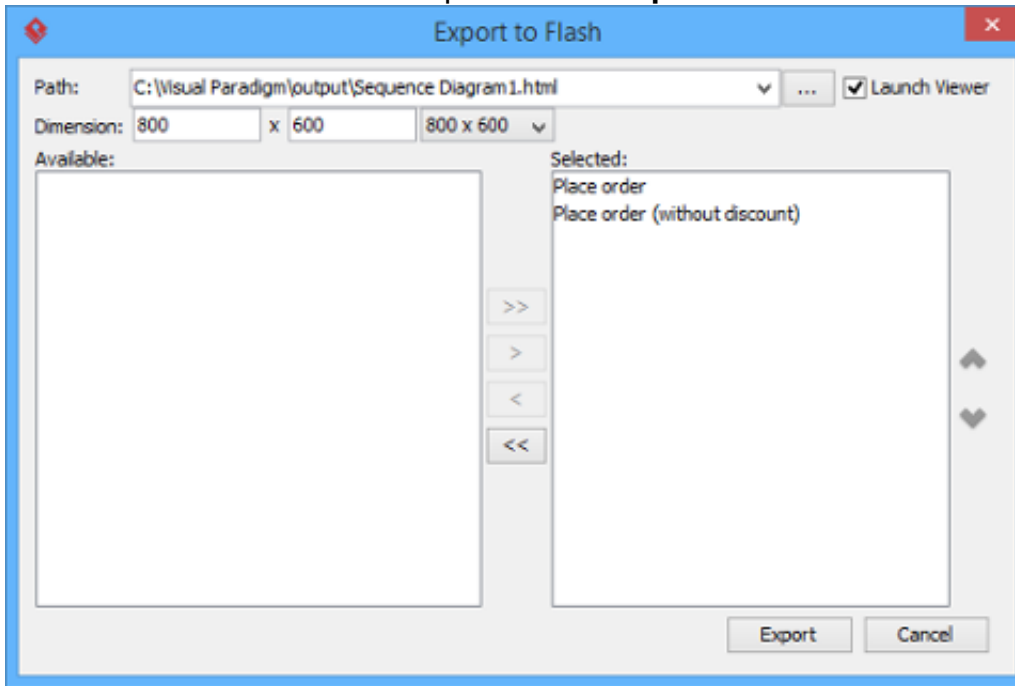 Export to Flash
Path: C:\Visual Paradigm\output\Sequence Diagram1.html ... Launch Viewer
Dimension: 800 x 600 800 x 600
Available: Selected:
Place order
Place order (without discount)
>>
>
<
<<
Export Cancel